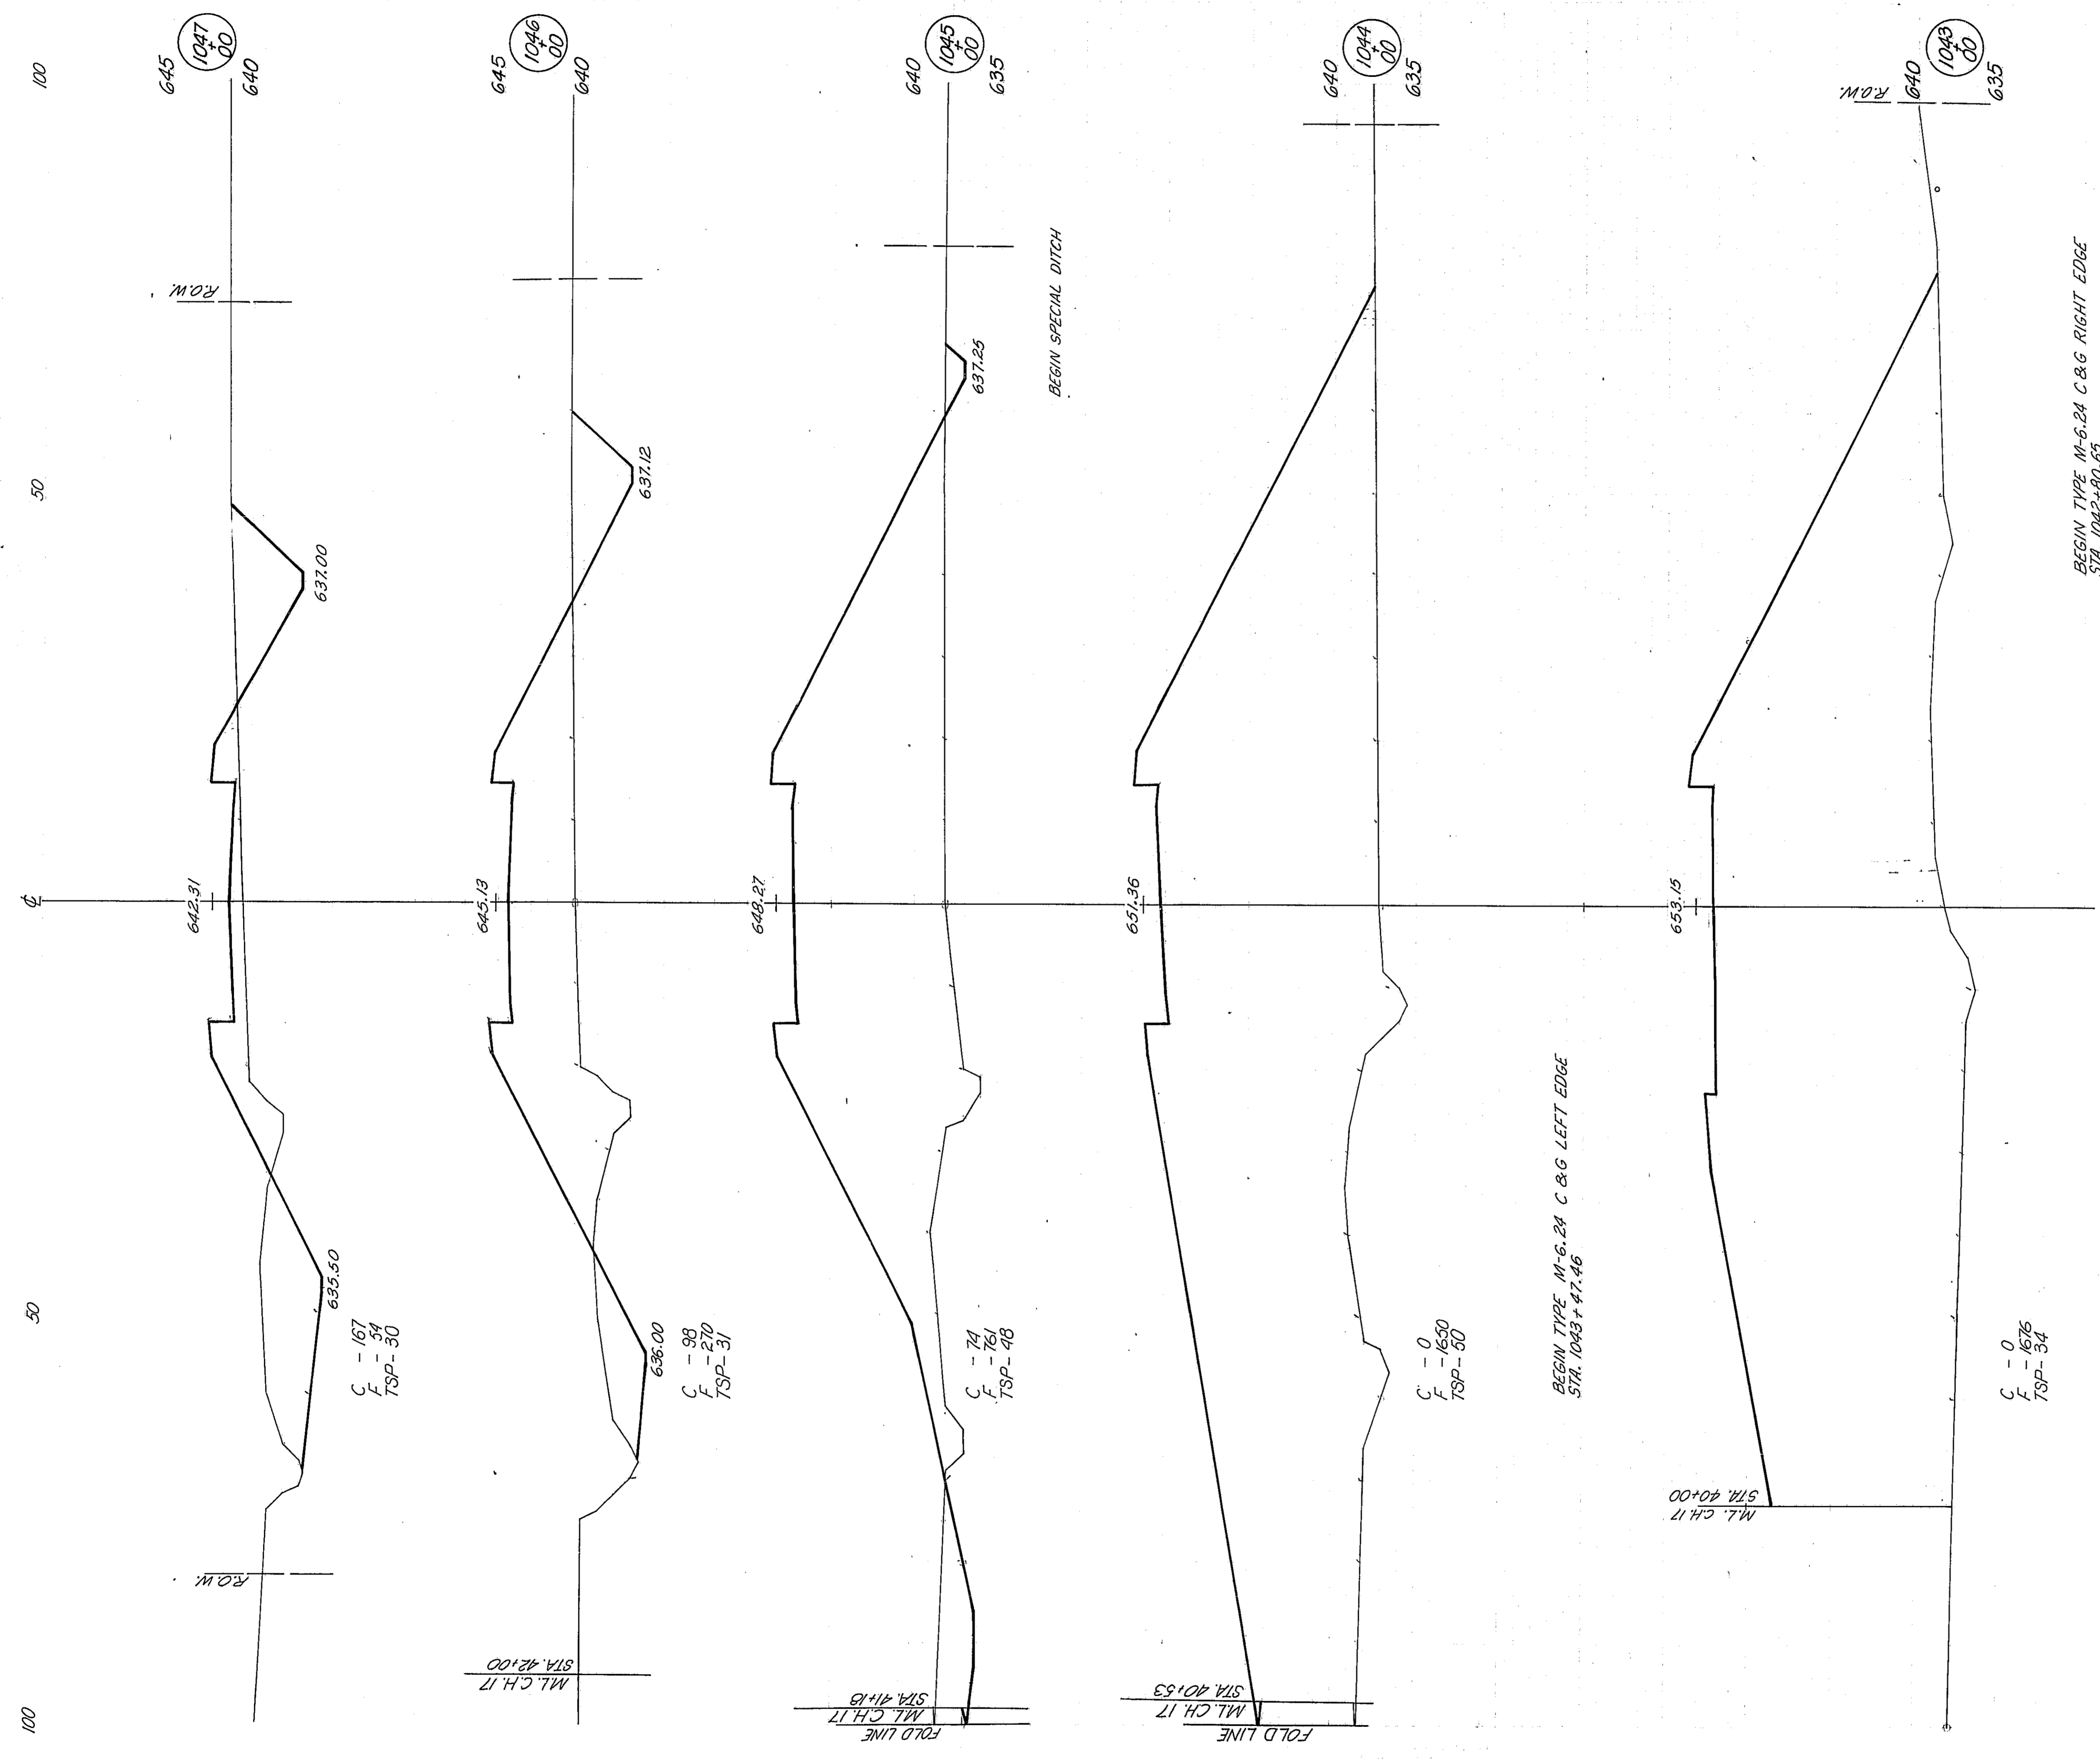 100
50
℄
50
100
1047
+
00
645
640
R.O.W.
637.00
642.31
635.50
C - 167
F - 54
TSP - 30
R.O.W.
1046
+
00
645
640
637.12
645.13
636.00
C - 98
F - 270
TSP - 31
M.L. C.H. 17
STA. 42+00
1045
+
00
640
635
BEGIN SPECIAL DITCH
637.25
648.27
C - 74
F - 761
TSP - 48
M.L. C.H. 17
STA. 41+18
FOLD LINE
1044
+
00
640
635
651.36
C - 0
F - 1650
TSP - 50
M.L. C.H. 17
STA. 40+53
FOLD LINE
BEGIN TYPE M-6.24 C & G LEFT EDGE
STA. 1043+47.46
1043
+
00
640
635
R.O.W.
653.15
C - 0
F - 1676
TSP - 34
M.L. C.H. 17
STA. 40+00
BEGIN TYPE M-6.24 C & G RIGHT EDGE
STA. 1042+80.65